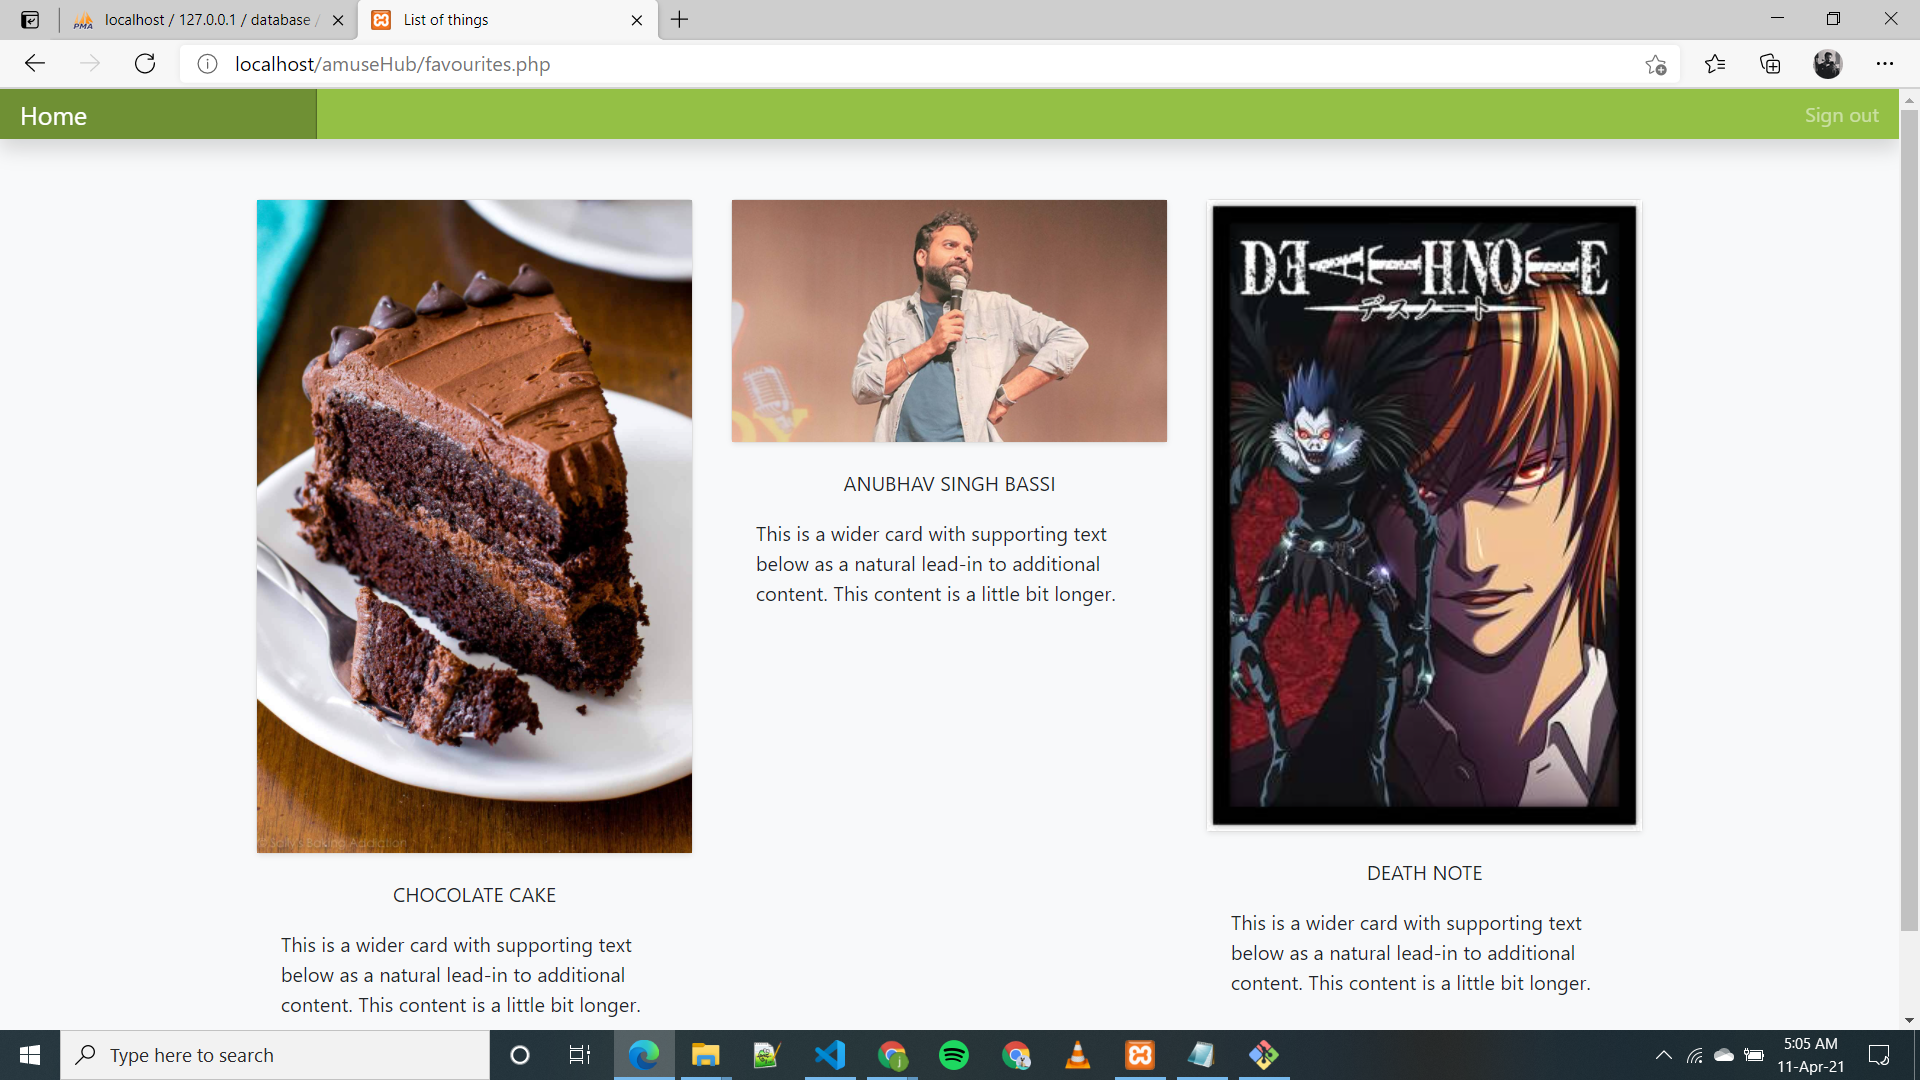 localhost / 127.0.0.1 / database /
List of things
localhost/amuseHub/favourites.php
Home
Sign out
DEATH NOTE
デスノート
Sally's Baking Addiction
CHOCOLATE CAKE
This is a wider card with supporting text
below as a natural lead-in to additional
content. This content is a little bit longer.
ANUBHAV SINGH BASSI
This is a wider card with supporting text
below as a natural lead-in to additional
content. This content is a little bit longer.
DEATH NOTE
This is a wider card with supporting text
below as a natural lead-in to additional
content. This content is a little bit longer.
Type here to search
5:05 AM
11-Apr-21